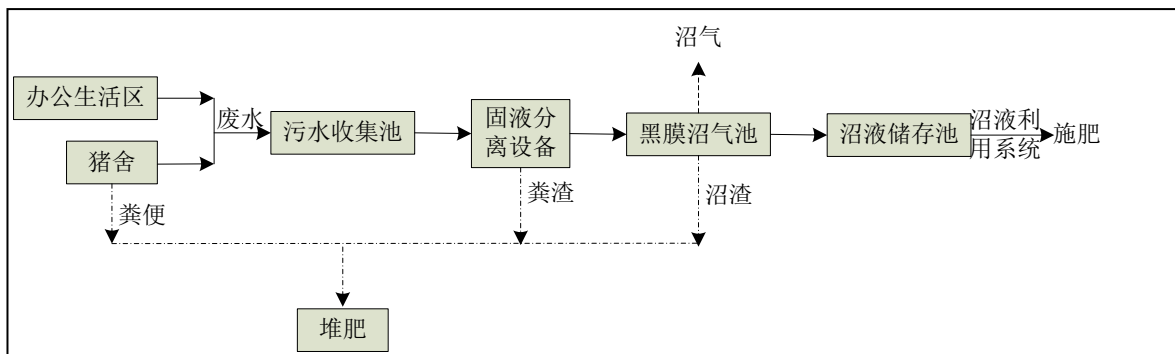 沼气
办公生活区
废水
污水收集池
固液分
离设备
黑膜沼气池
沼液储存池
沼液利
用系统
施肥
猪舍
粪便
粪渣
沼渣
堆肥